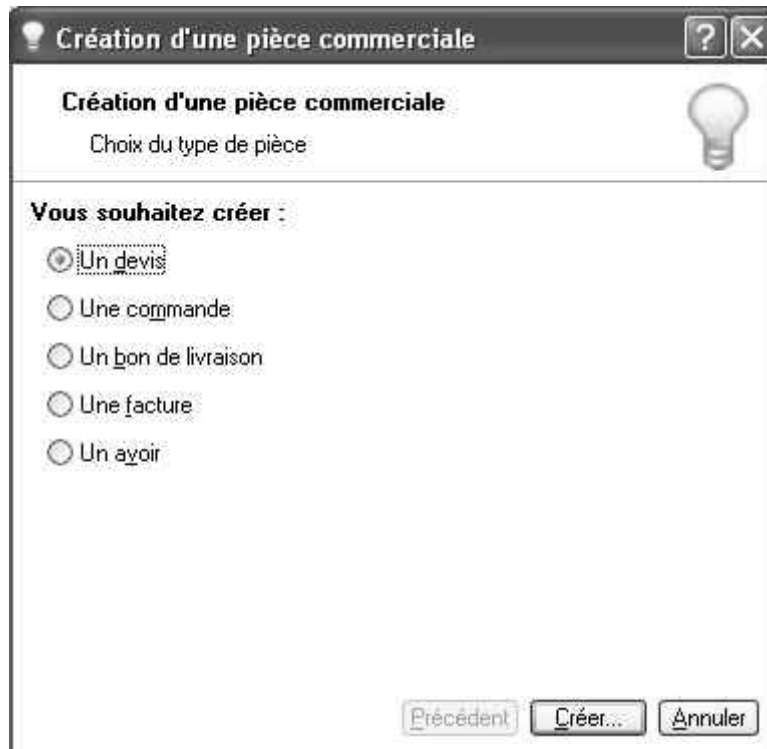 Création d'une pièce commerciale
Création d'une pièce commerciale
Choix du type de pièce
Vous souhaitez créer :
Un devis
Une commande
Un bon de livraison
Une facture
Un avoir
Précédent Créer... Annuler